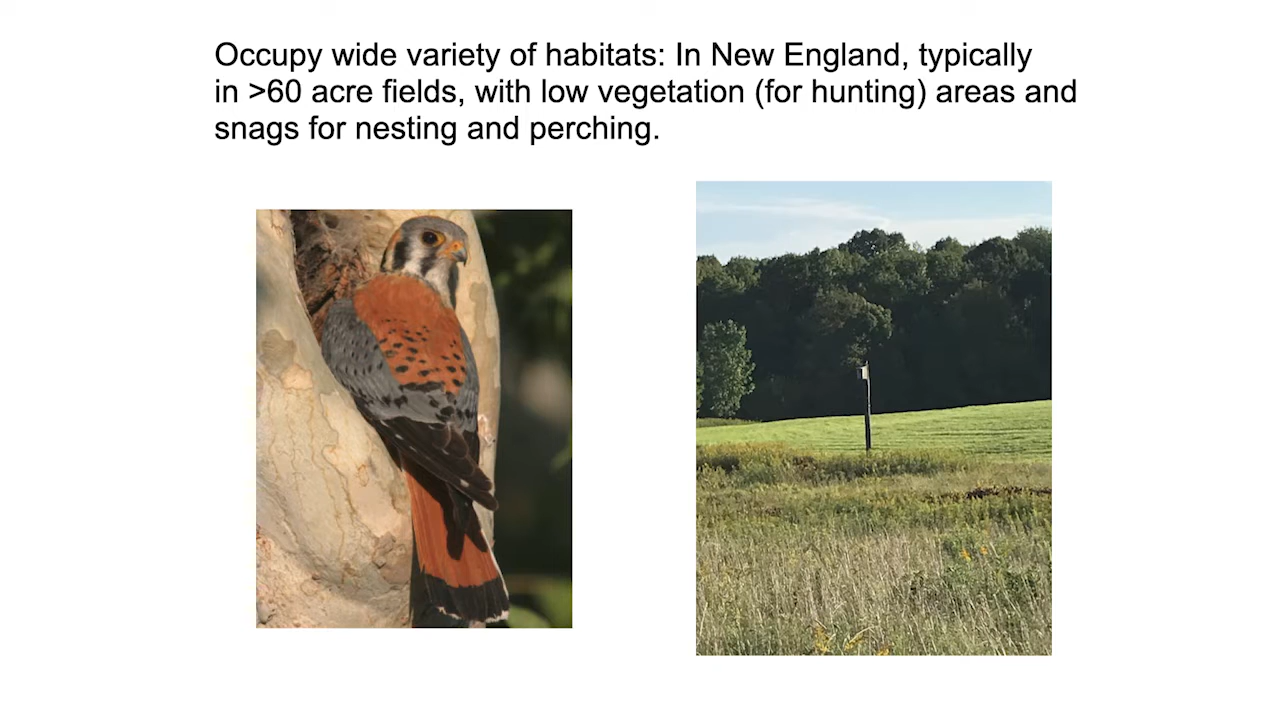 Occupy wide variety of habitats: In New England, typically
in >60 acre fields, with low vegetation (for hunting) areas and
snags for nesting and perching.